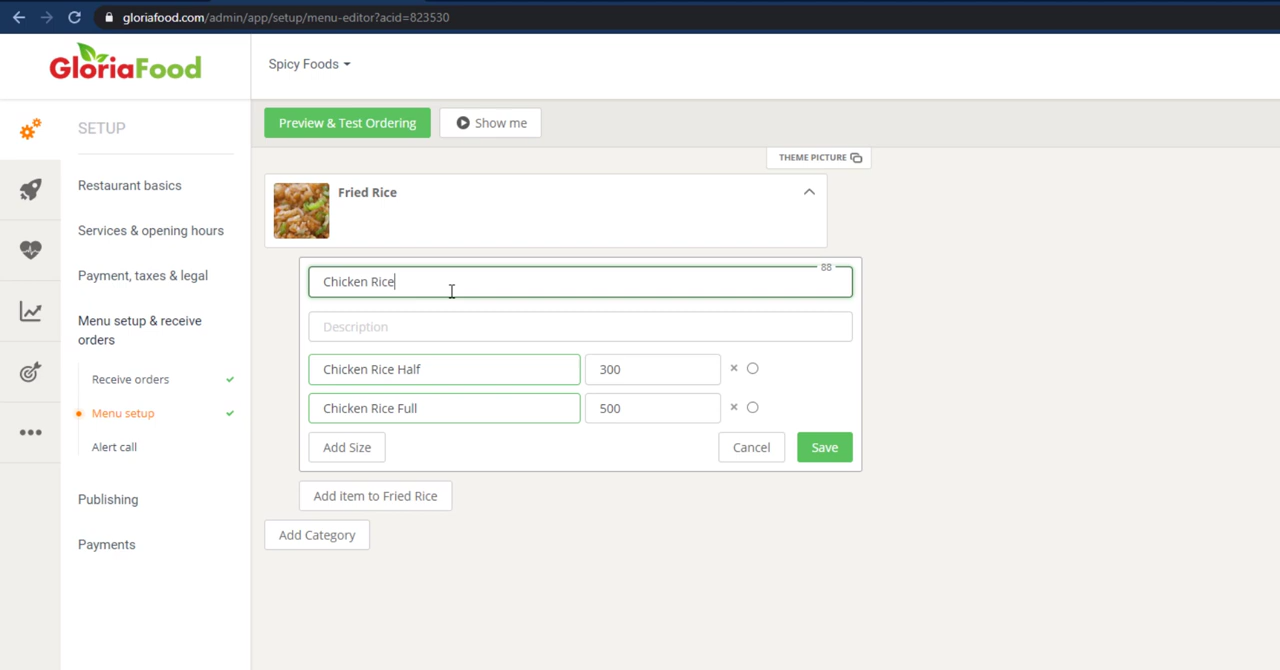 gloriafood.com/admin/app/setup/menu-editor?acid=823530
GloriaFood
Spicy Foods
SETUP
Preview & Test Ordering
Show me
THEME PICTURE
Restaurant basics
Fried Rice
Services & opening hours
88
Chicken Rice
Payment, taxes & legal
Description
Menu setup & receive
orders
Chicken Rice Half 300 ×
Receive orders
Chicken Rice Full 500 ×
Menu setup
Alert call
Add Size Cancel Save
Publishing
Add item to Fried Rice
Add Category
Payments